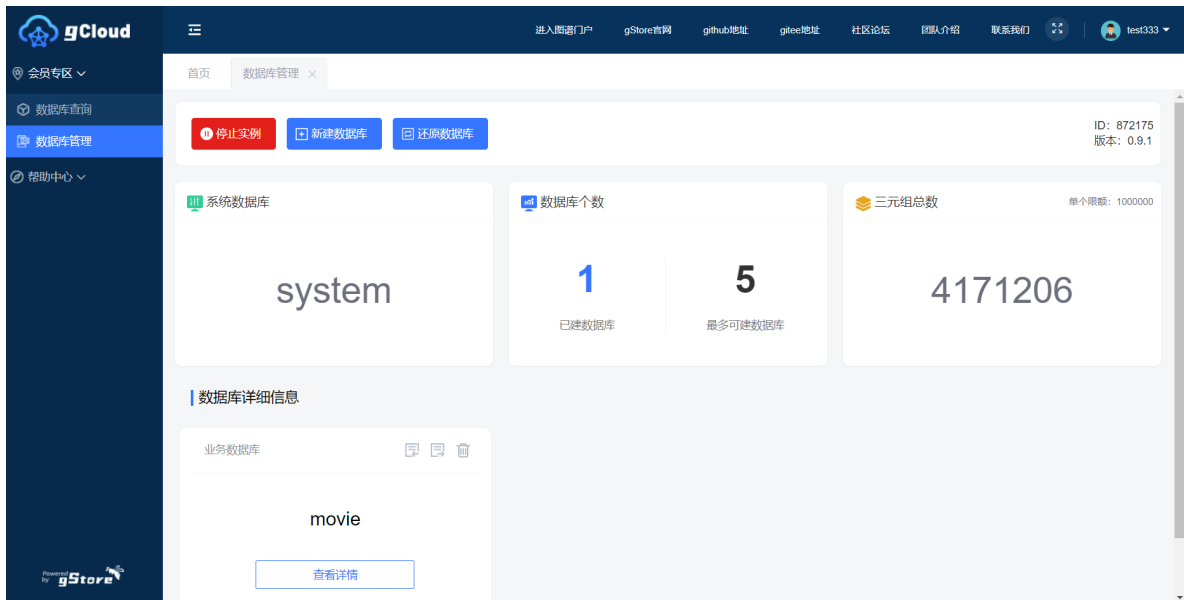 gCloud
进入图谱门户 gStore官网 github地址 gitee地址 社区论坛 团队介绍 联系我们 test333
会员专区
数据库查询
数据库管理
帮助中心
首页 数据库管理
停止实例 新建数据库 还原数据库
ID: 872175
版本: 0.9.1
系统数据库
system
数据库个数
1 5
已建数据库 最多可建数据库
三元组总数 单个限额: 1000000
4171206
数据库详细信息
业务数据库
movie
查看详情
Powered by gStore